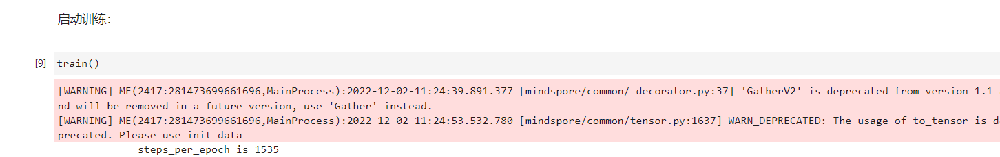 启动训练：
[9] train()
[WARNING] ME(2417:281473699661696,MainProcess):2022-12-02-11:24:39.891.377 [mindspore/common/_decorator.py:37] 'GatherV2' is deprecated from version 1.1
nd will be removed in a future version, use 'Gather' instead.
[WARNING] ME(2417:281473699661696,MainProcess):2022-12-02-11:24:53.532.780 [mindspore/common/tensor.py:1637] WARN_DEPRECATED: The usage of to_tensor is d
precated. Please use init_data
============ steps_per_epoch is 1535